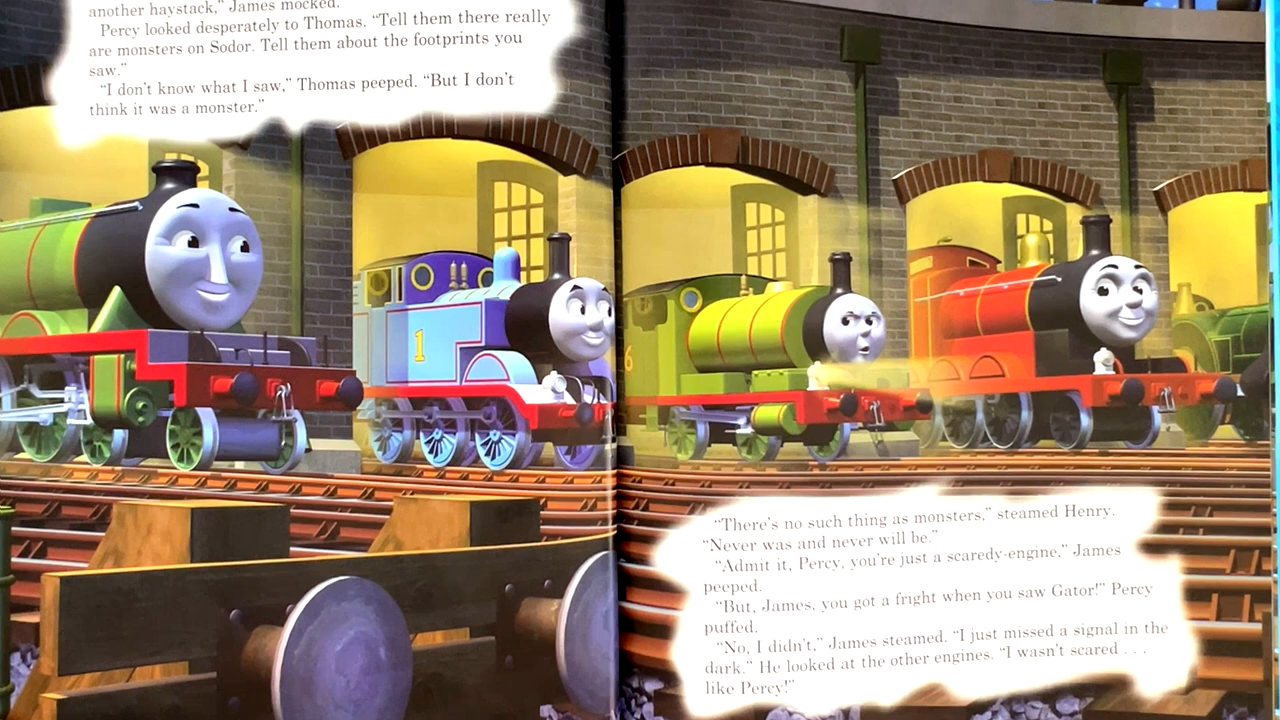 another haystack,” James mocked.
Percy looked desperately to Thomas. “Tell them there really
are monsters on Sodor. Tell them about the footprints you
saw.”
“I don’t know what I saw,” Thomas peeped. “But I don’t
think it was a monster.”
1
6
“There’s no such thing as monsters,” steamed Henry.
“Never was and never will be.”
“Admit it, Percy, you’re just a scaredy-engine,” James
peeped.
“But, James, you got a fright when you saw Gator!” Percy
puffed.
“No, I didn’t,” James steamed. “I just missed a signal in the
dark.” He looked at the other engines. “I wasn’t scared . . .
like Percy!”